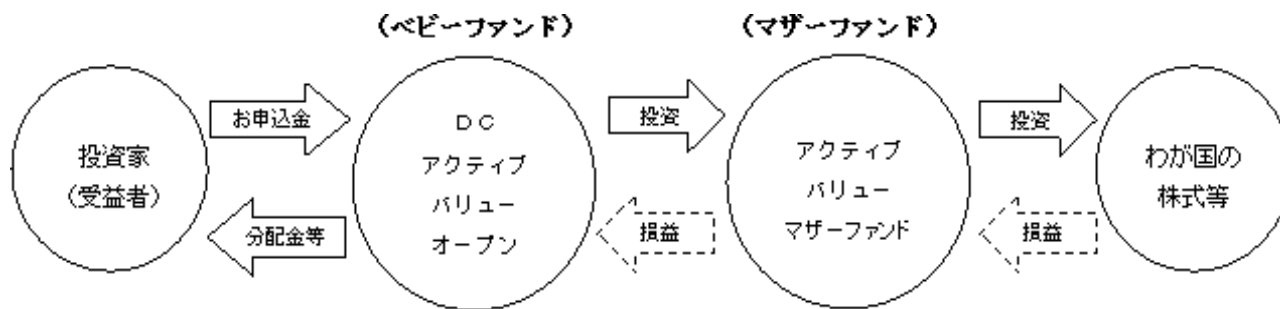 （ベビーファンド）
（マザーファンド）
投資家
（受益者）
お申込金
分配金等
ＤＣ
アクティブ
バリュー
オープン
投資
損益
アクティブ
バリュー
マザーファンド
投資
損益
わが国の
株式等